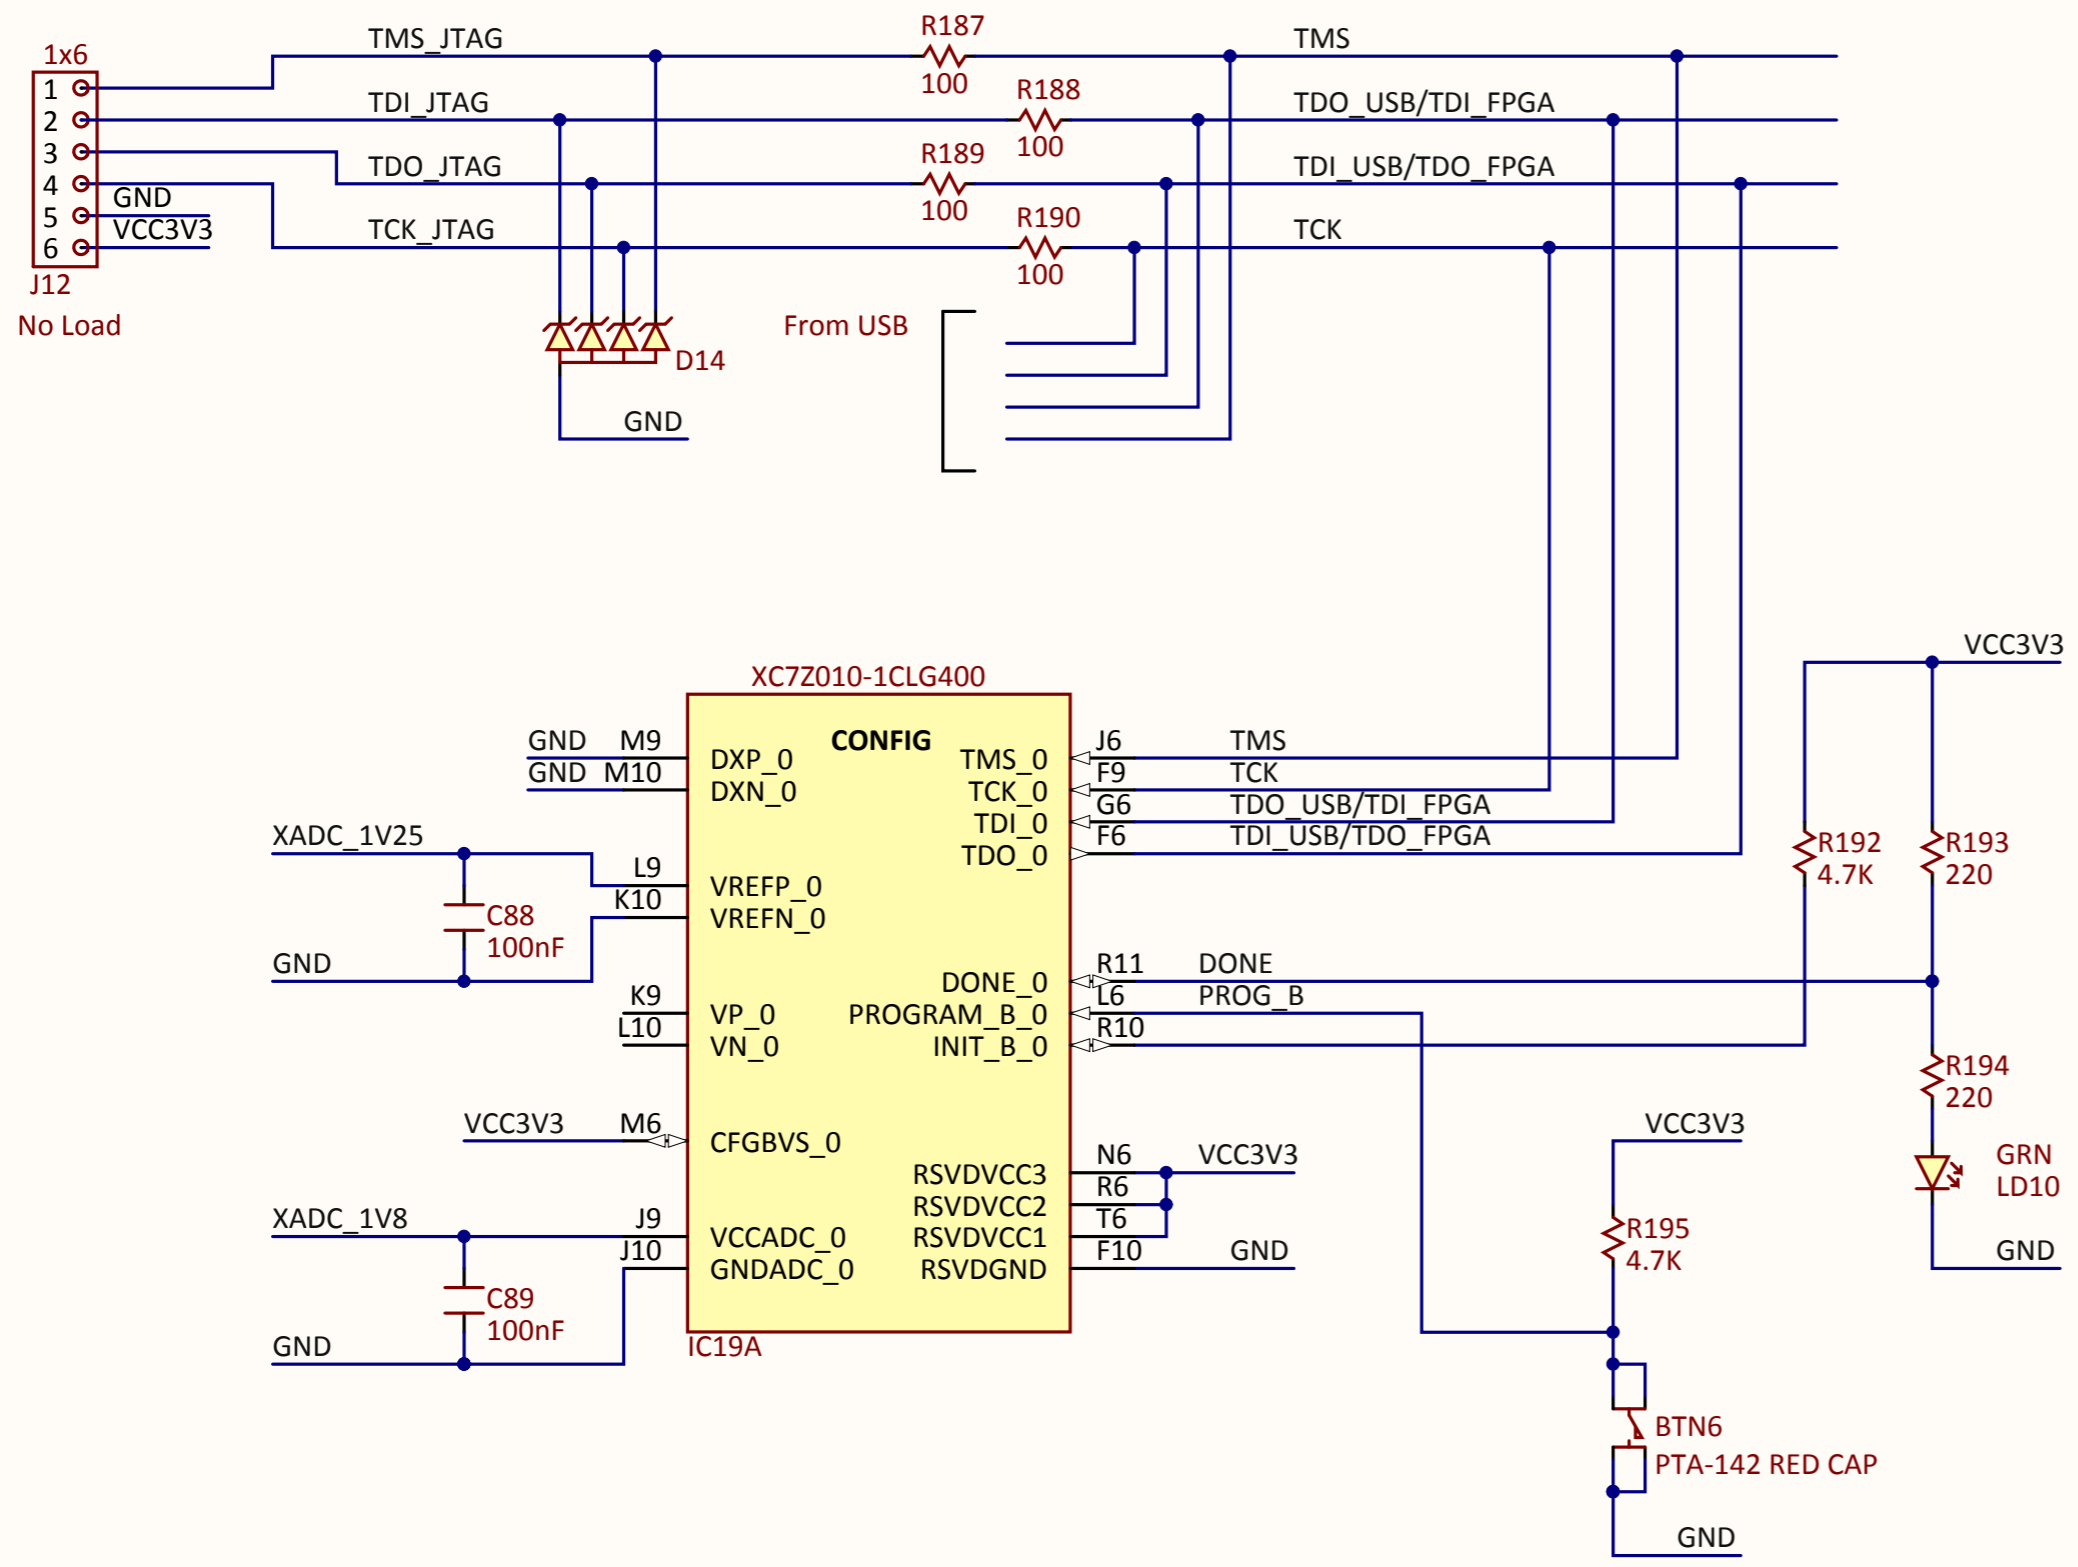 1x6
1
2
3
4
5
6
J12
No Load
GND
VCC3V3
TMS_JTAG
TDI_JTAG
TDO_JTAG
TCK_JTAG
R187
100
R188
100
R189
100
R190
100
TMS
TDO_USB/TDI_FPGA
TDI_USB/TDO_FPGA
TCK
D14
GND
From USB
XC7Z010-1CLG400
CONFIG
GND M9 DXP_0
GND M10 DXN_0
XADC_1V25
L9 VREFP_0
K10 VREFN_0
C88
100nF
GND
K9 VP_0
L10 VN_0
VCC3V3 M6 CFGBVS_0
XADC_1V8
J9 VCCADC_0
J10 GNDADC_0
C89
100nF
GND
IC19A
TMS_0 J6 TMS
TCK_0 F9 TCK
TDI_0 G6 TDO_USB/TDI_FPGA
TDO_0 F6 TDI_USB/TDO_FPGA
DONE_0 R11 DONE
PROGRAM_B_0 L6 PROG_B
INIT_B_0 R10
RSVDVCC3 N6 VCC3V3
RSVDVCC2 R6
RSVDVCC1 T6
RSVDGND F10 GND
VCC3V3
R192
4.7K
R193
220
R194
220
GRN
LD10
GND
VCC3V3
R195
4.7K
BTN6
PTA-142 RED CAP
GND